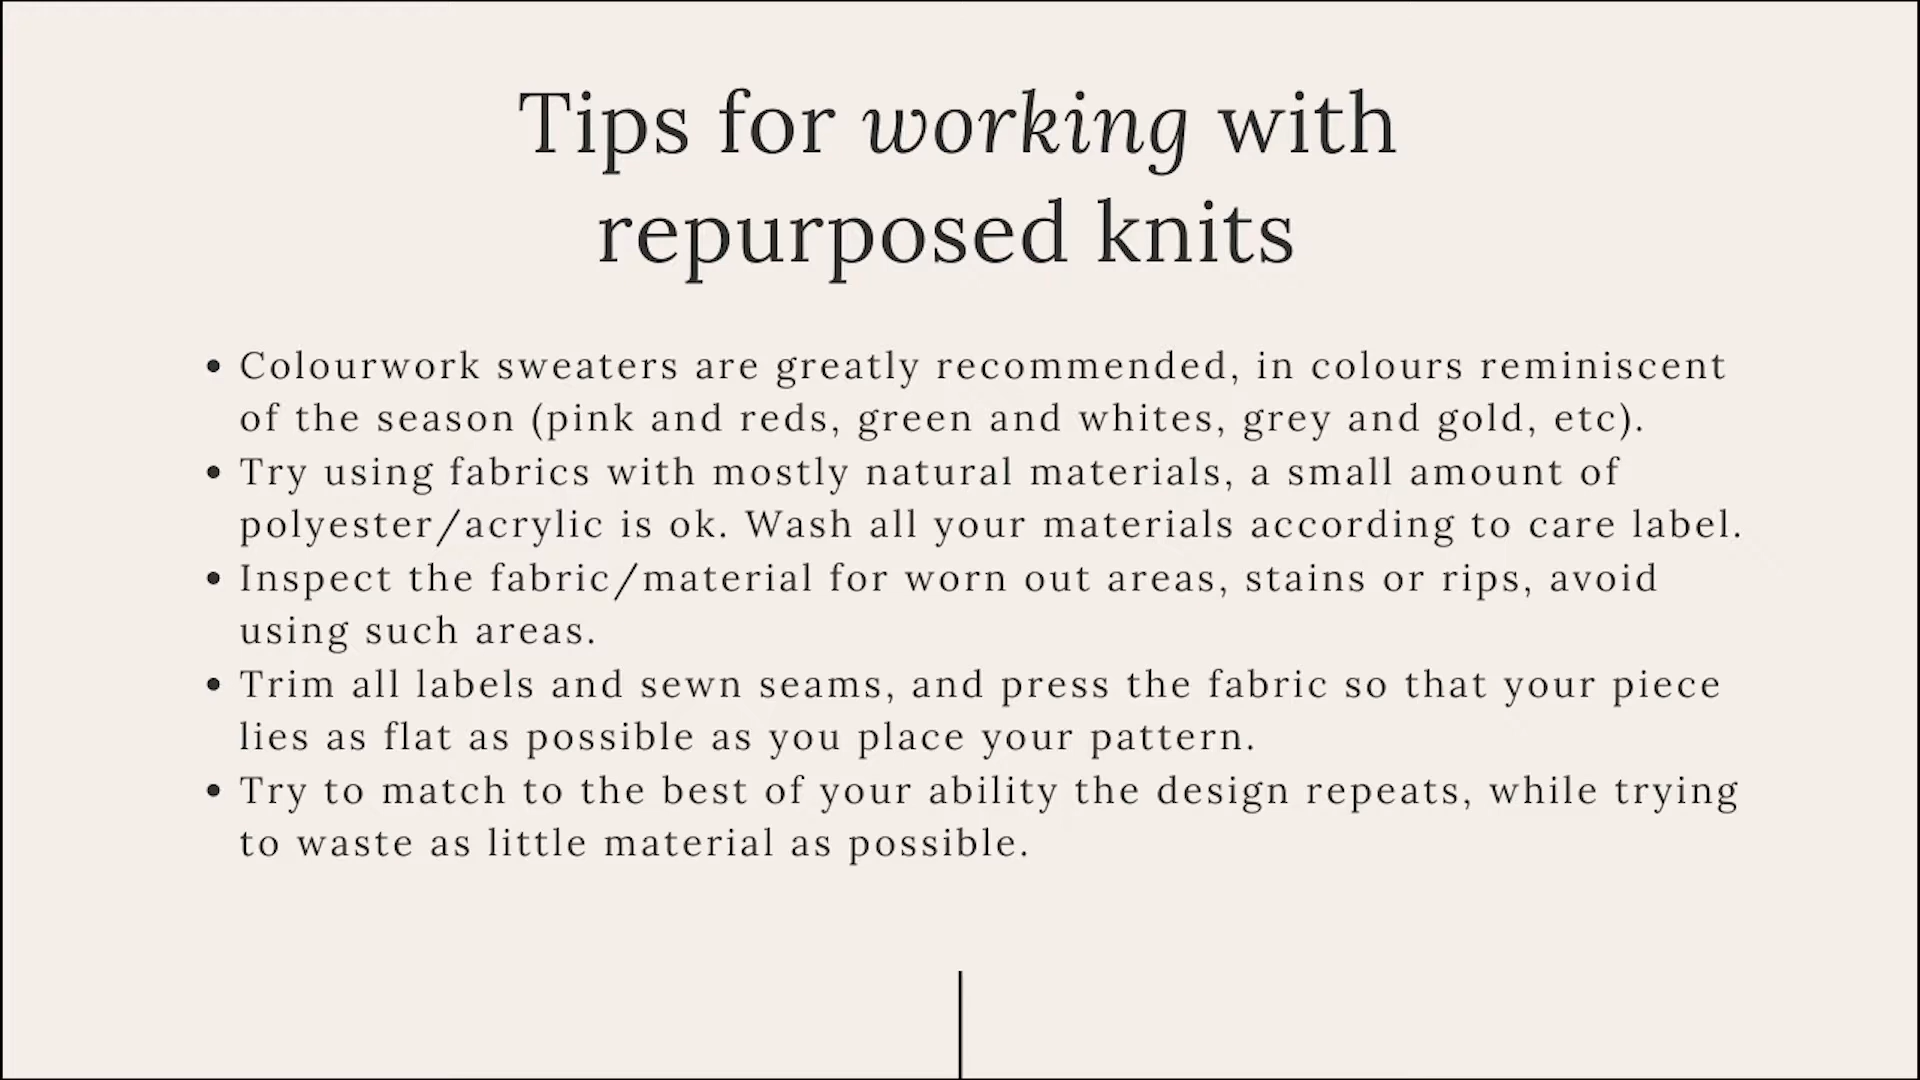 Tips for working with
repurposed knits
• Colourwork sweaters are greatly recommended, in colours reminiscent
of the season (pink and reds, green and whites, grey and gold, etc).
• Try using fabrics with mostly natural materials, a small amount of
polyester/acrylic is ok. Wash all your materials according to care label.
• Inspect the fabric/material for worn out areas, stains or rips, avoid
using such areas.
• Trim all labels and sewn seams, and press the fabric so that your piece
lies as flat as possible as you place your pattern.
• Try to match to the best of your ability the design repeats, while trying
to waste as little material as possible.